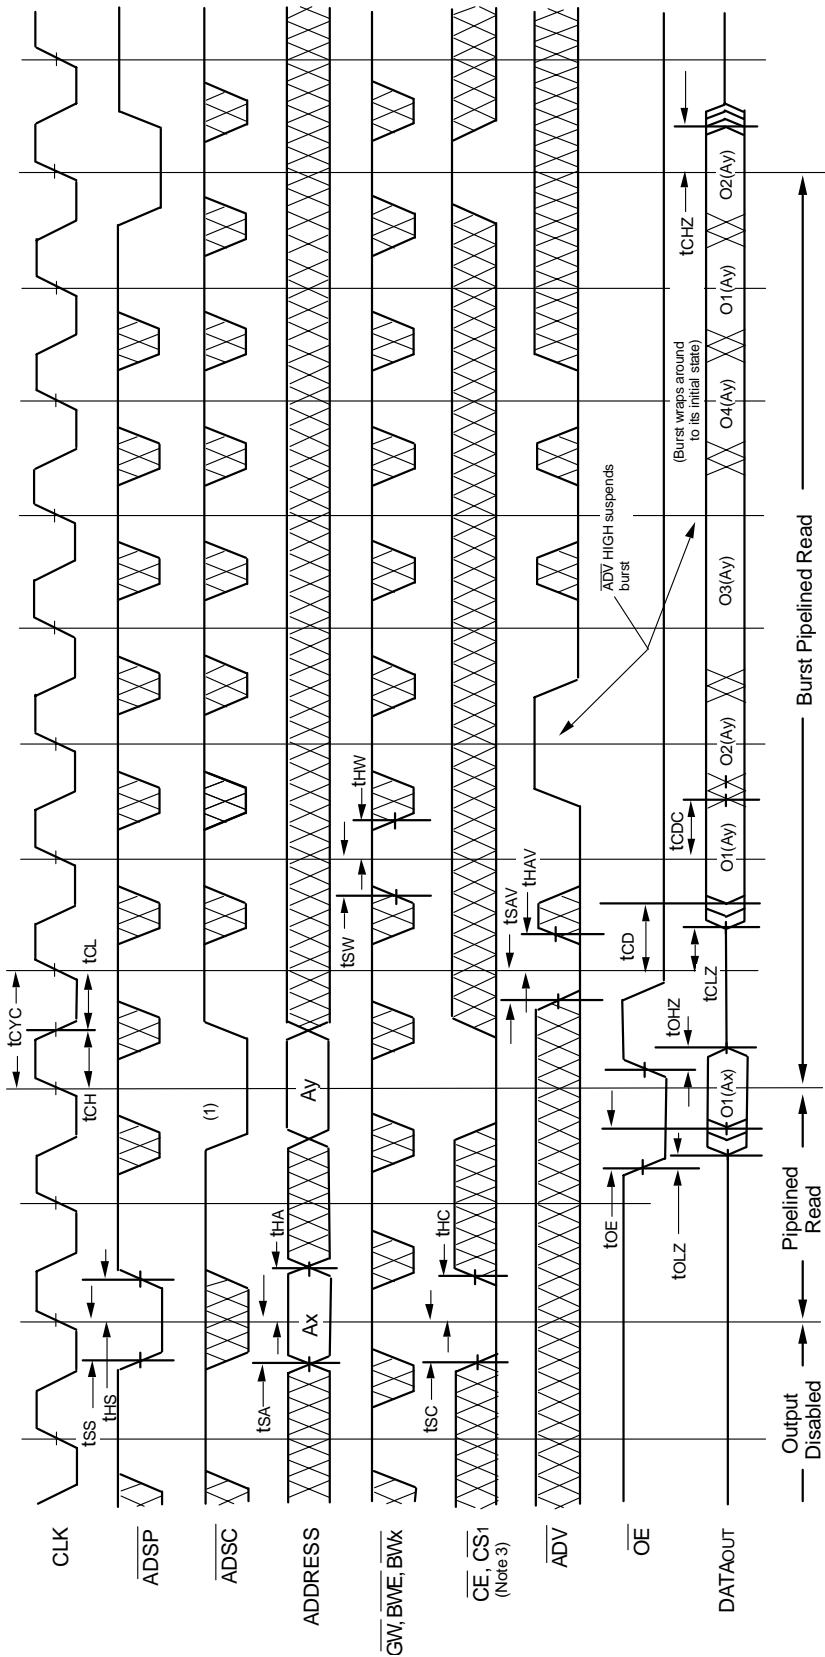 CLK
ADSP
ADSC
ADDRESS
GW, BWE, BWx
CE, CS1
(Note 3)
ADV
OE
DATAOUT
tCYC
tCH
tCL
tSS
tHS
(1)
tSA
tHA
Ax
Ay
tSW
tHW
tSC
tHC
tSAV
tHAV
ADV HIGH suspends
burst
tOE
tOHZ
tCD
tOLZ
tCLZ
tCDC
tCHZ
(Burst wraps around
to its initial state)
O1(Ax)
O1(Ay)
O2(Ay)
O3(Ay)
O4(Ay)
O1(Ay)
O2(Ay)
Output
Disabled
Pipelined
Read
Burst Pipelined Read